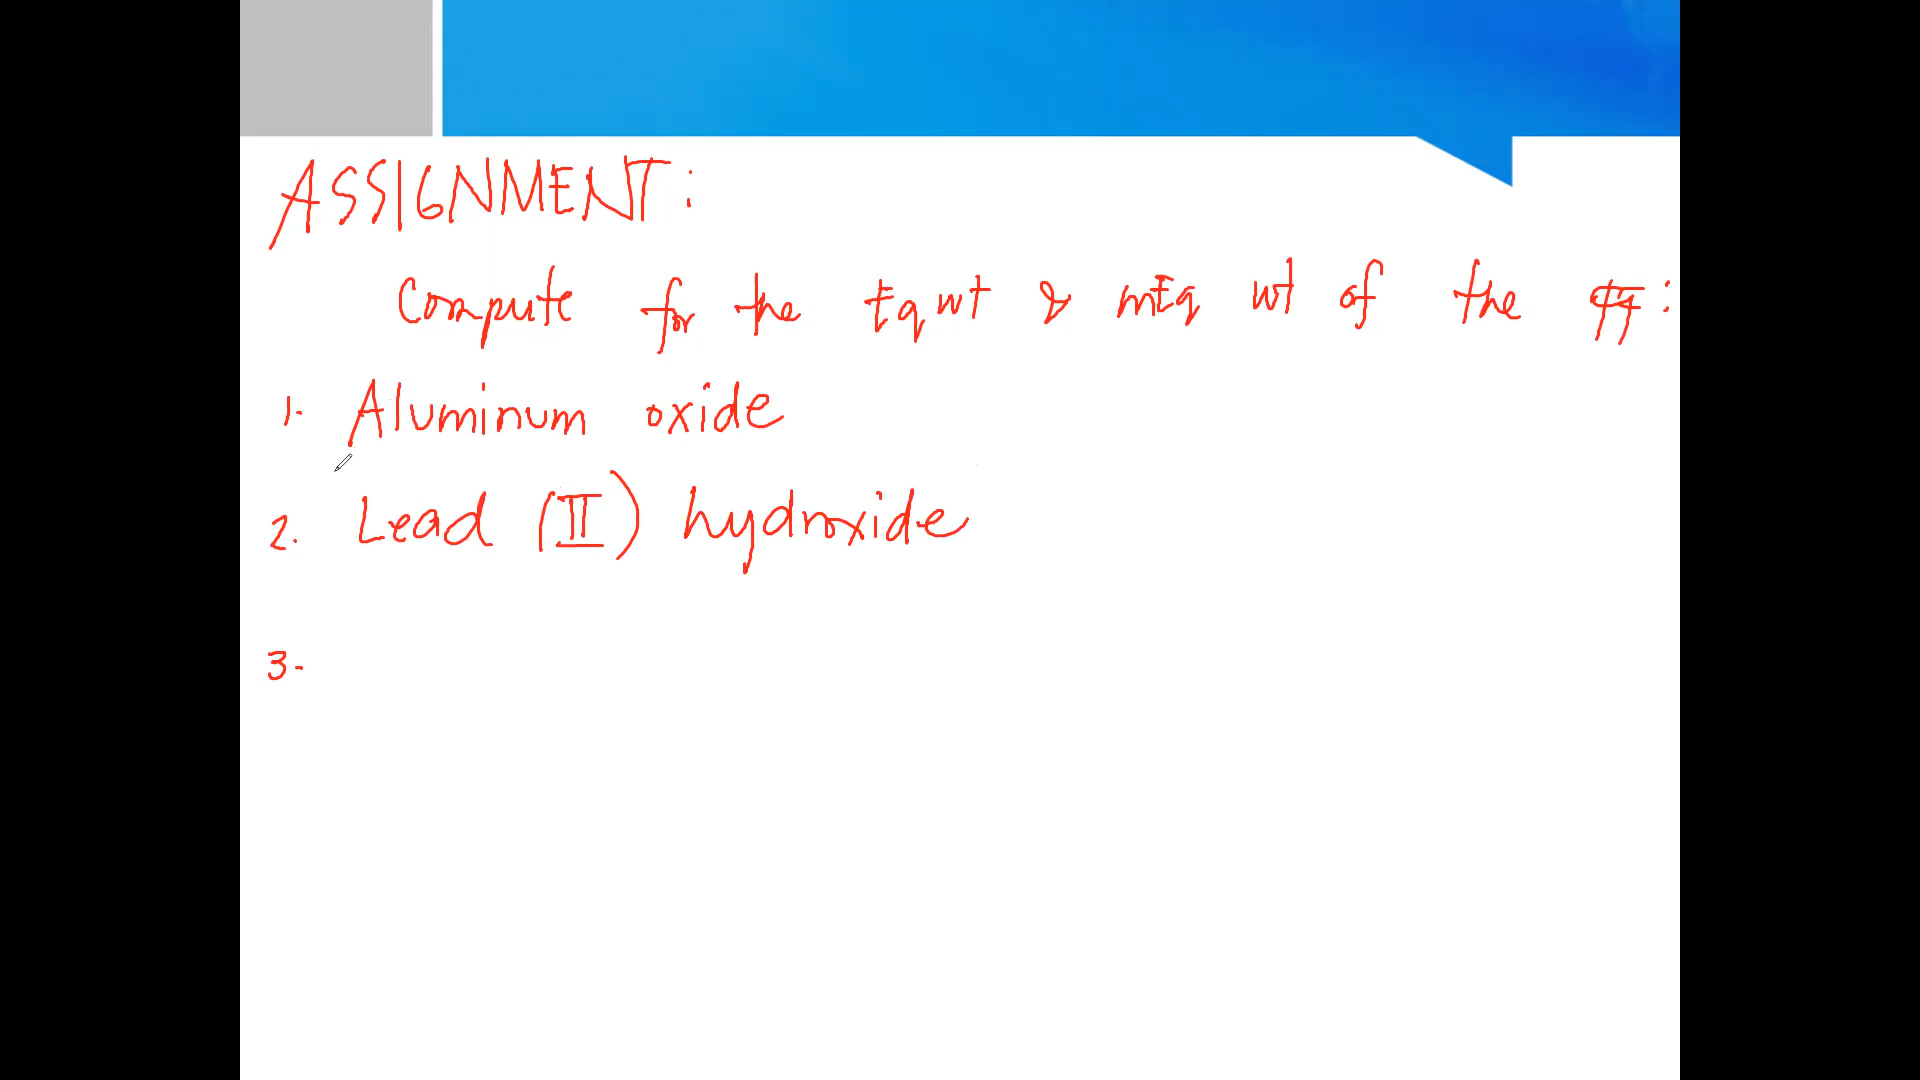 ASSIGNMENT:
Compute for the Eq wt & mEq wt of the ff:
1. Aluminum oxide
2. Lead (II) hydroxide
3.